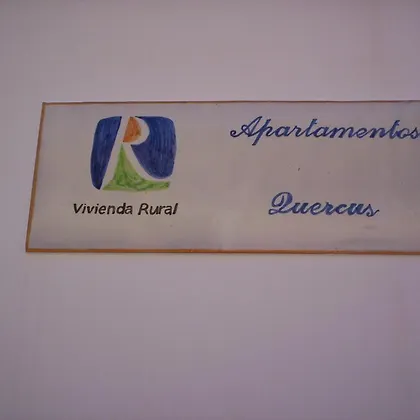 R
Vivienda Rural
Apartamentos
Quercus